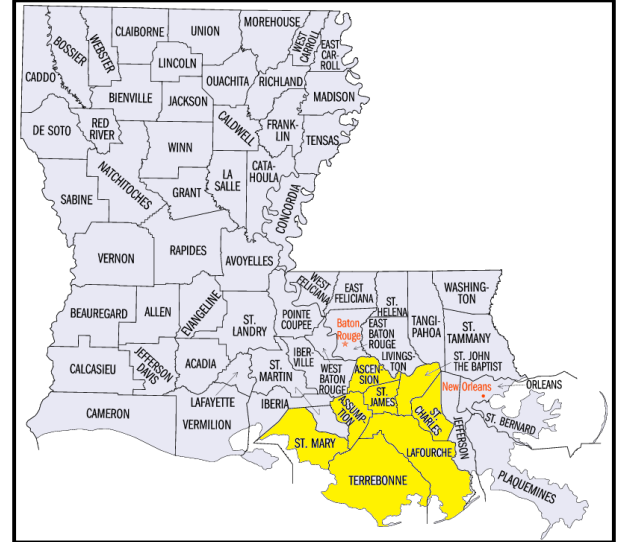 MOREHOUSE
CLAIBORNE
UNION
WEBSTER
BOSSIER
WEST
CARROLL
EAST
CAR-
ROLL
LINCOLN
CADDO
OUACHITA
RICHLAND
BIENVILLE
JACKSON
MADISON
DE SOTO
RED
RIVER
CALDWELL
FRANK-
LIN
TENSAS
WINN
NATCHITOCHES
LA
SALLE
CATA-
HOULA
SABINE
GRANT
CONCORDIA
VERNON
RAPIDES
AVOYELLES
WEST
FELICIANA
EAST
FELICIANA
ST.
HELENA
WASHING-
TON
BEAUREGARD
ALLEN
EVANGELINE
ST.
LANDRY
POINTE
COUPEE
Baton
Rouge
EAST
BATON
ROUGE
TANGI-
PAHOA
ST.
TAMMANY
CALCASIEU
JEFFERSON
DAVIS
ACADIA
ST.
MARTIN
IBER-
VILLE
WEST
BATON
ROUGE
LIVINGS-
TON
ASCEN-
SION
ST. JOHN
THE BAPTIST
CAMERON
LAFAYETTE
VERMILION
IBERIA
ASSUMP-
TION
ST.
JAMES
ST.
CHARLES
New Orleans
ORLEANS
ST. MARY
LAFOURCHE
JEFFERSON
ST. BERNARD
TERREBONNE
PLAQUEMINES